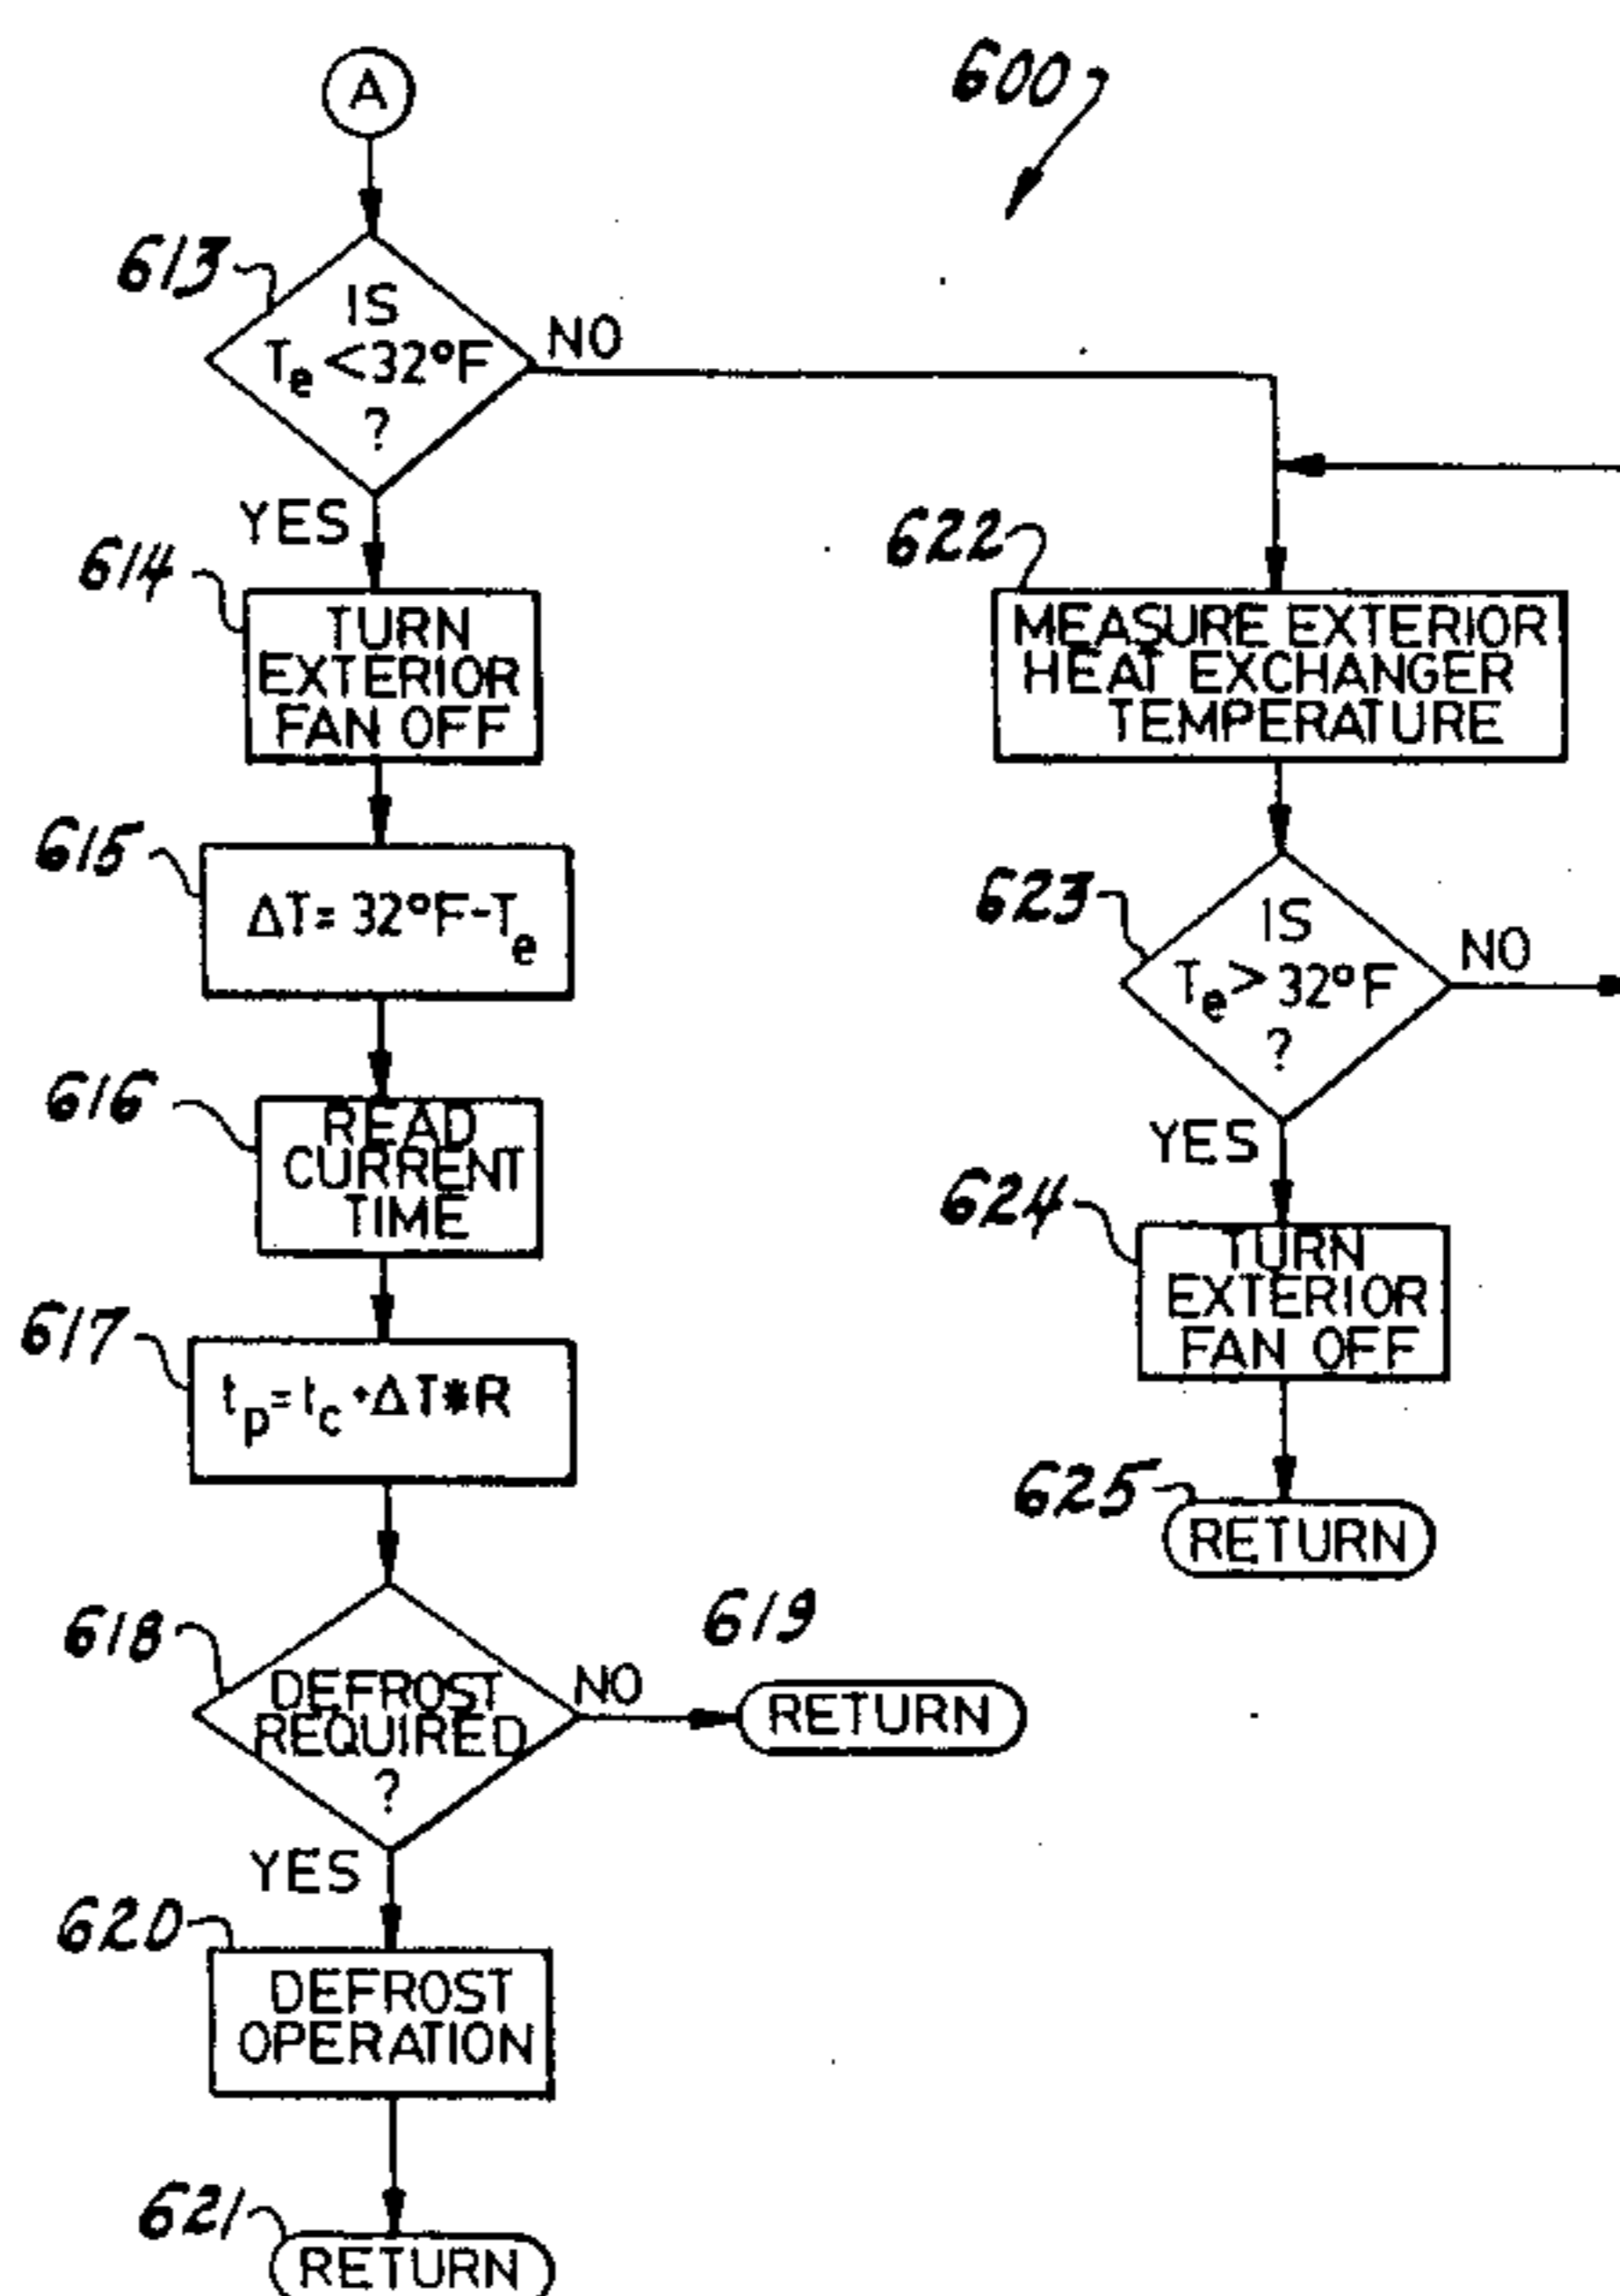 A
600
613
IS
Te <32°F
?
NO
YES
614
TURN
EXTERIOR
FAN OFF
615
ΔT= 32°F-Te
616
READ
CURRENT
TIME
617
tp= tc +ΔT*R
618
DEFROST
REQUIRED
?
NO
619
RETURN
YES
620
DEFROST
OPERATION
621
RETURN
622
MEASURE EXTERIOR
HEAT EXCHANGER
TEMPERATURE
623
IS
Te> 32°F
?
NO
YES
624
TURN
EXTERIOR
FAN OFF
625
RETURN